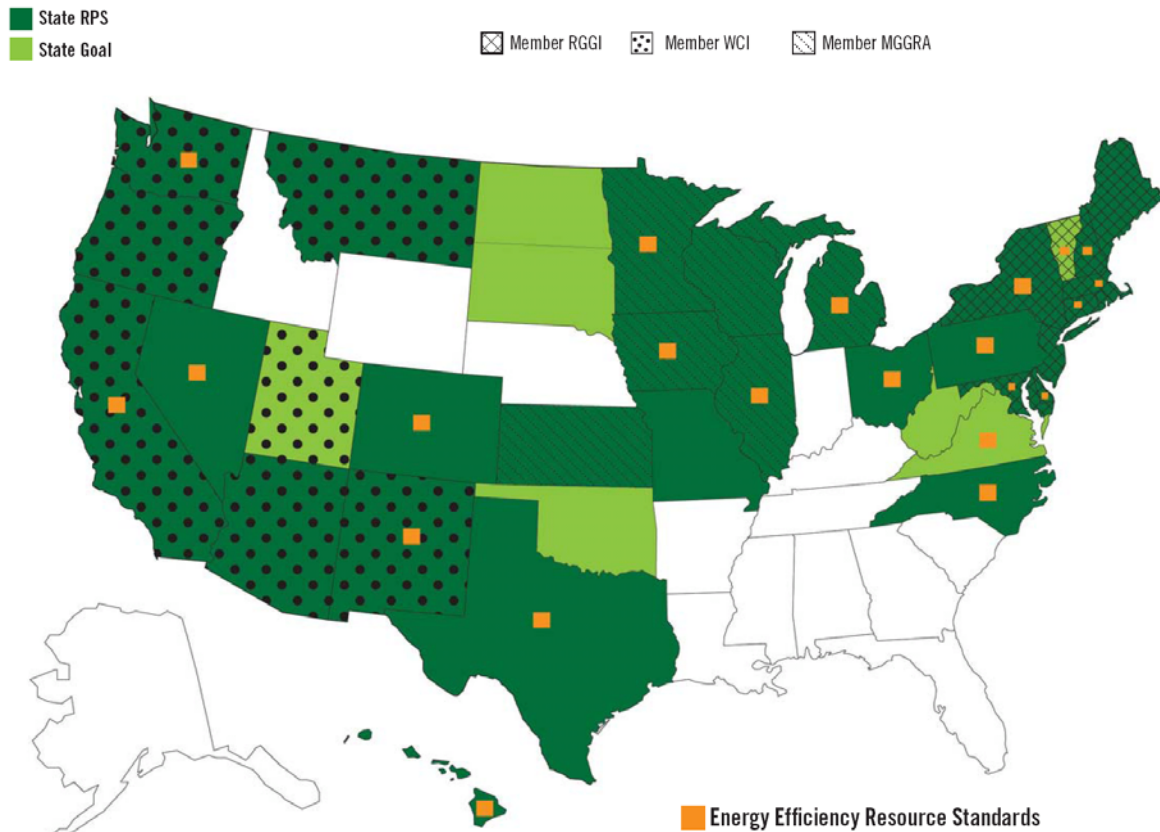 State RPS
State Goal
Member RGGI
Member WCI
Member MGGRA
Energy Efficiency Resource Standards